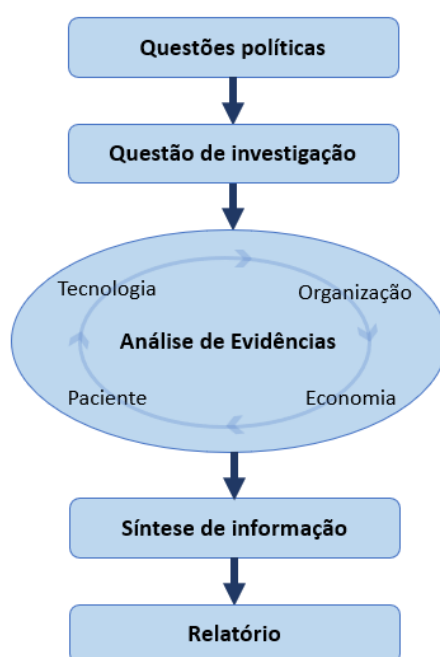 Questões políticas
Questão de investigação
Tecnologia
Organização
Análise de Evidências
Paciente
Economia
Síntese de informação
Relatório